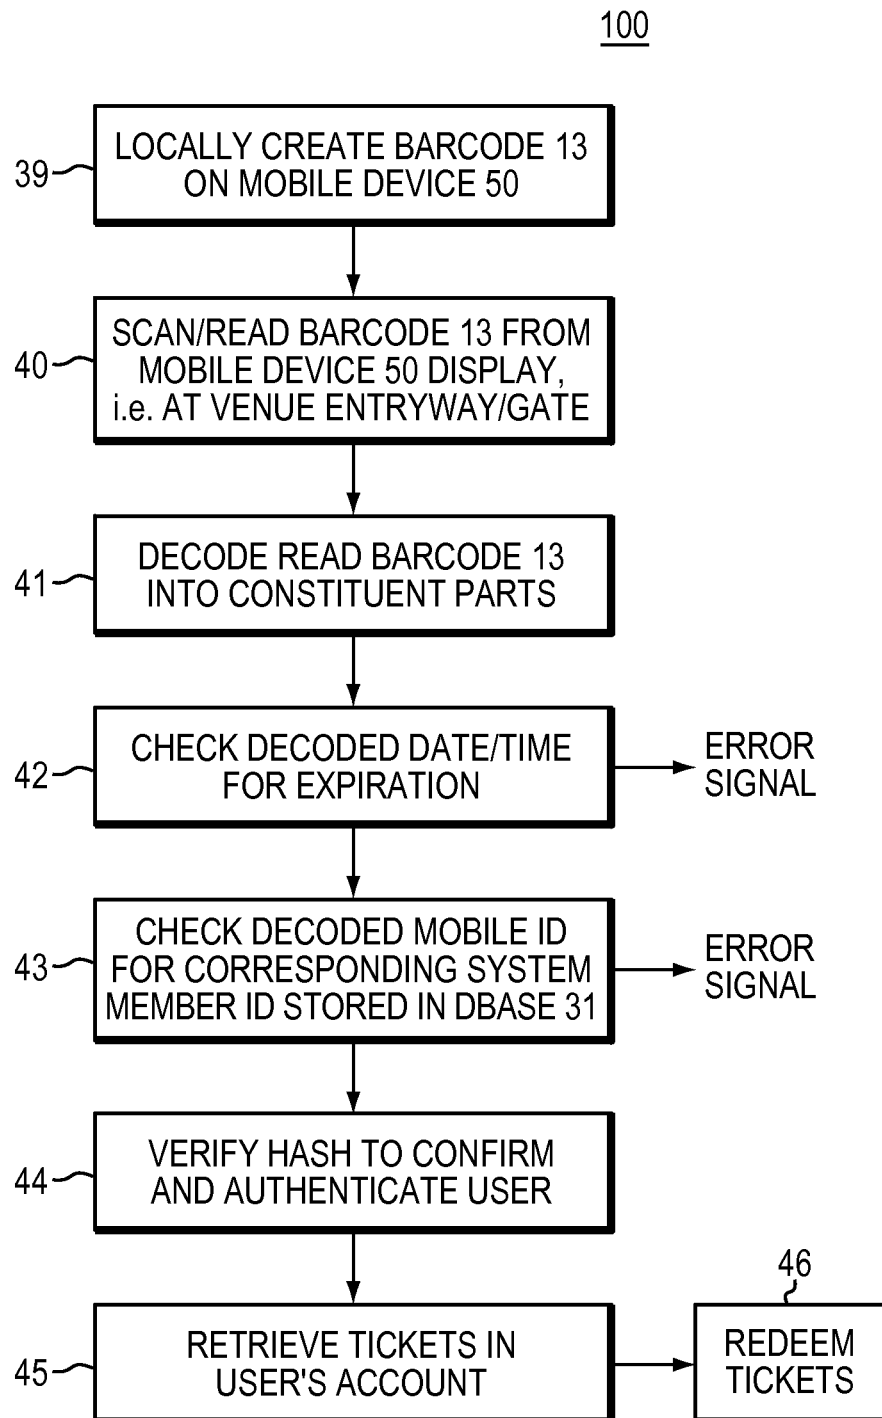 100
39
LOCALLY CREATE BARCODE 13
ON MOBILE DEVICE 50
40
SCAN/READ BARCODE 13 FROM
MOBILE DEVICE 50 DISPLAY,
i.e. AT VENUE ENTRYWAY/GATE
41
DECODE READ BARCODE 13
INTO CONSTITUENT PARTS
42
CHECK DECODED DATE/TIME
FOR EXPIRATION
ERROR
SIGNAL
43
CHECK DECODED MOBILE ID
FOR CORRESPONDING SYSTEM
MEMBER ID STORED IN DBASE 31
ERROR
SIGNAL
44
VERIFY HASH TO CONFIRM
AND AUTHENTICATE USER
45
RETRIEVE TICKETS IN
USER'S ACCOUNT
46
REDEEM
TICKETS